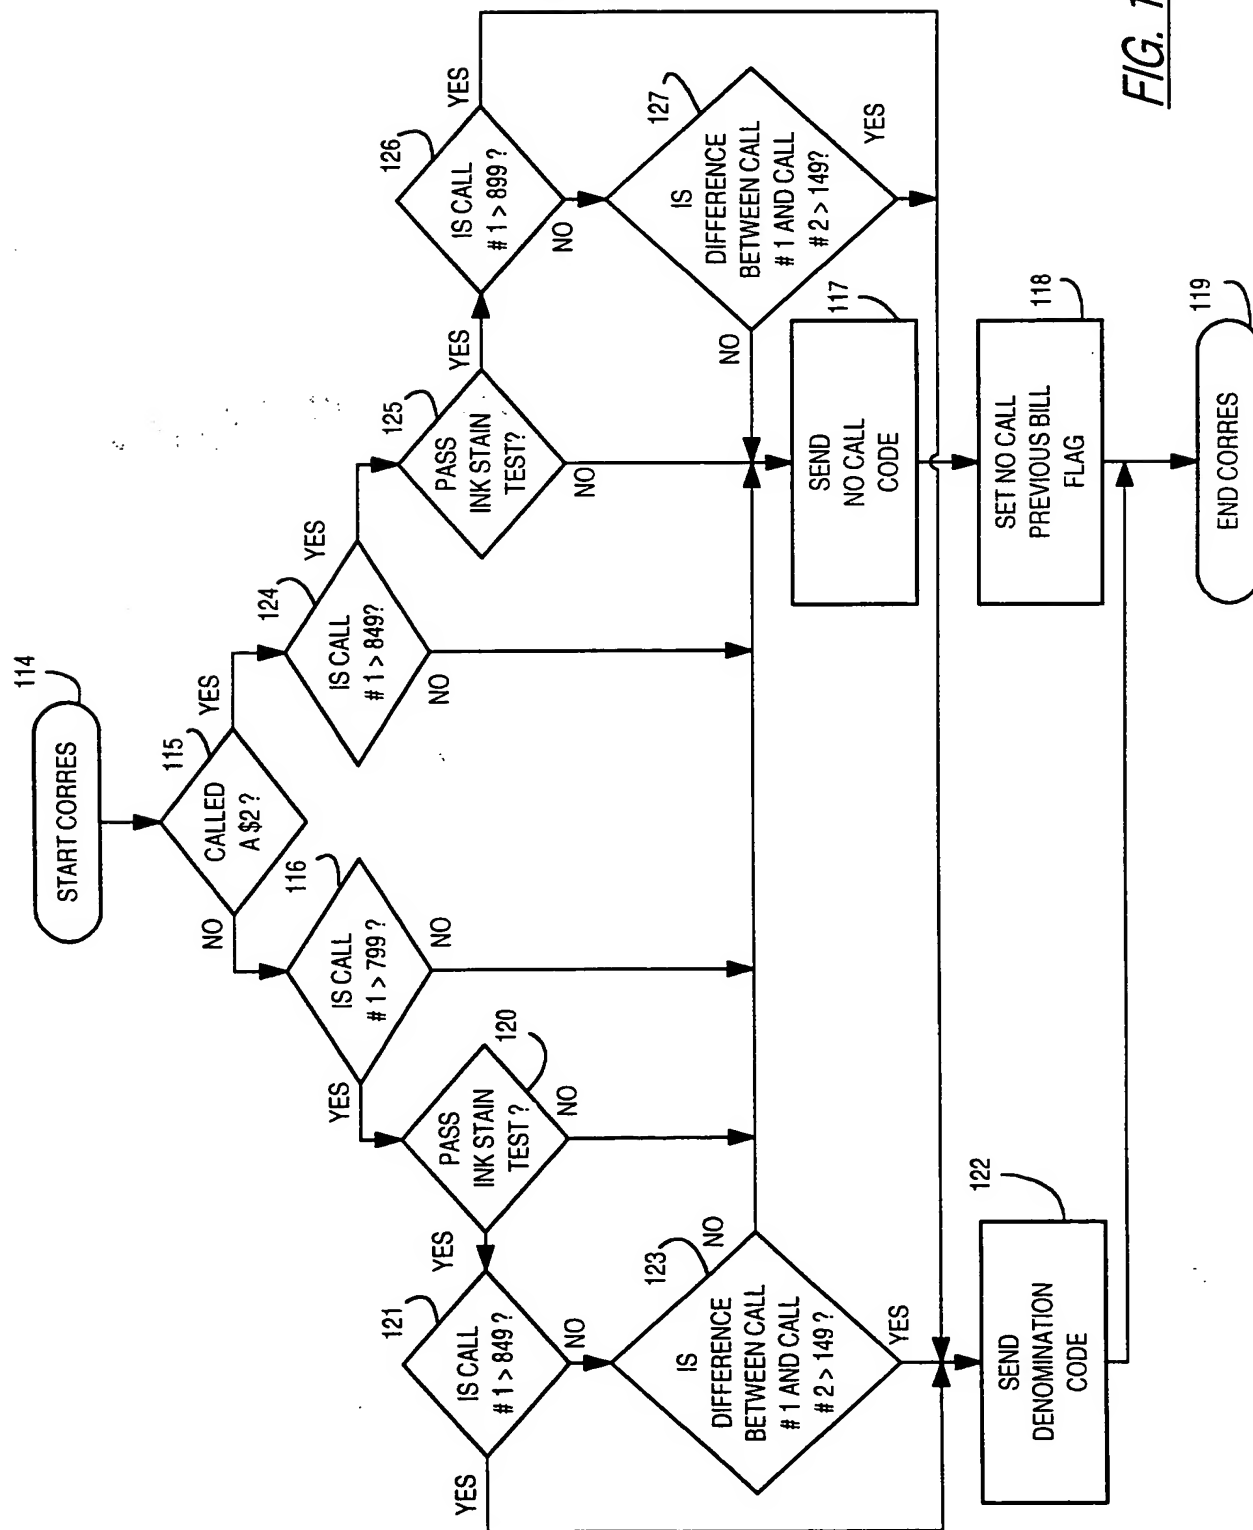 114
START CORRES
115
CALLED
A $2 ?
NO
YES
116
IS CALL
# 1 > 799 ?
YES
NO
124
IS CALL
# 1 > 849?
YES
NO
120
PASS
INK STAIN
TEST ?
YES
NO
125
PASS
INK STAIN
TEST?
YES
NO
121
IS CALL
# 1 > 849 ?
YES
NO
126
IS CALL
# 1 > 899 ?
YES
NO
123
IS
DIFFERENCE
BETWEEN CALL
# 1 AND CALL
# 2 > 149 ?
NO
YES
127
IS
DIFFERENCE
BETWEEN CALL
# 1 AND CALL
# 2 > 149?
NO
YES
117
SEND
NO CALL
CODE
122
SEND
DENOMINATION
CODE
118
SET NO CALL
PREVIOUS BILL
FLAG
119
END CORRES
FIG. 1